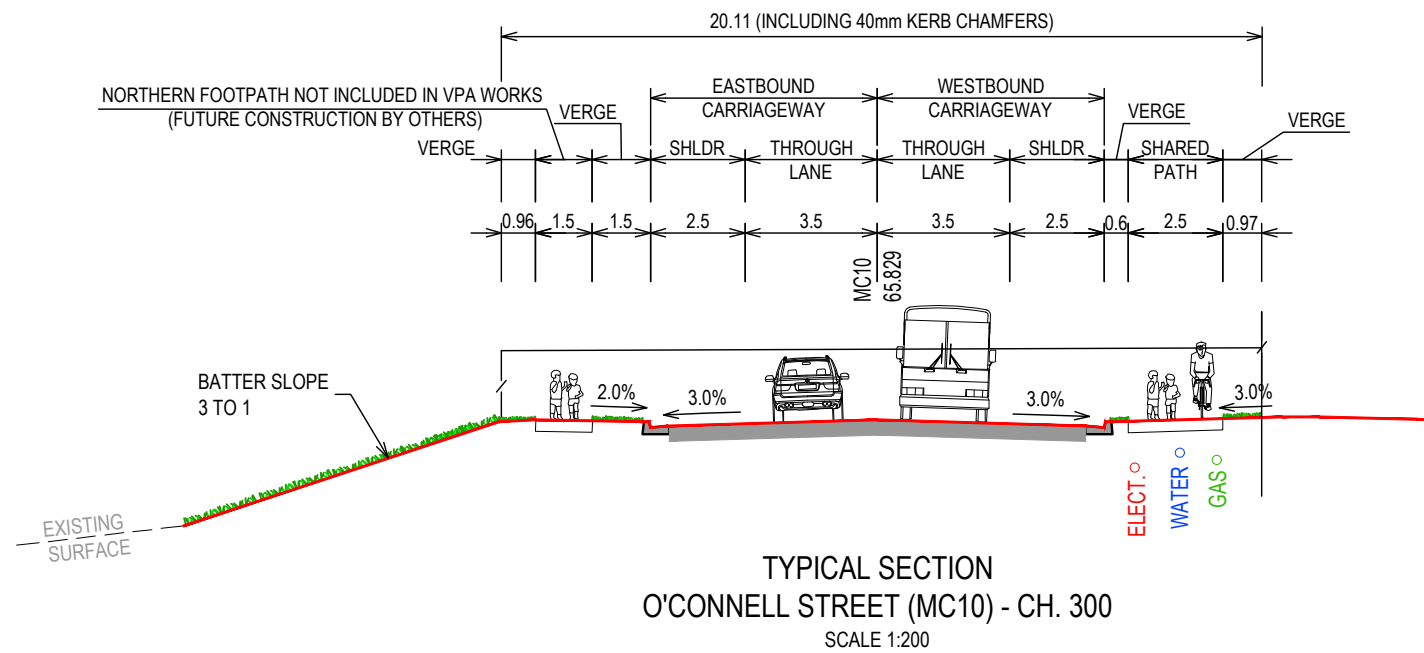 20.11 (INCLUDING 40mm KERB CHAMFERS)
NORTHERN FOOTPATH NOT INCLUDED IN VPA WORKS
(FUTURE CONSTRUCTION BY OTHERS)
VERGE
VERGE
EASTBOUND
CARRIAGEWAY
WESTBOUND
CARRIAGEWAY
VERGE
VERGE
SHLDR
THROUGH
LANE
THROUGH
LANE
SHLDR
SHARED
PATH
0.96 1.5 1.5 2.5 3.5 3.5 2.5 0.6 2.5 0.97
MC10
65.829
BATTER SLOPE
3 TO 1
2.0% 3.0% 3.0% 3.0%
EXISTING
SURFACE
ELECT.
WATER
GAS
TYPICAL SECTION
O'CONNELL STREET (MC10) - CH. 300
SCALE 1:200